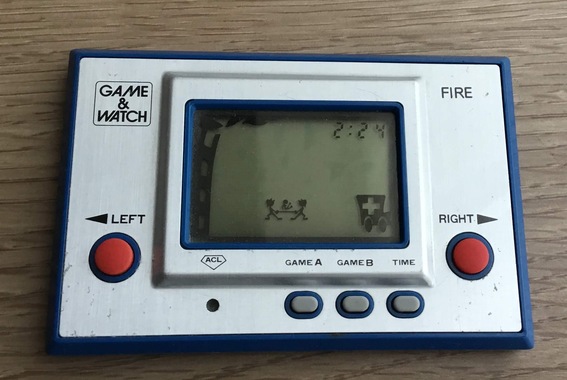 GAME
&
WATCH
FIRE
2:24
◀LEFT
RIGHT▶
ACL
GAME A GAME B TIME